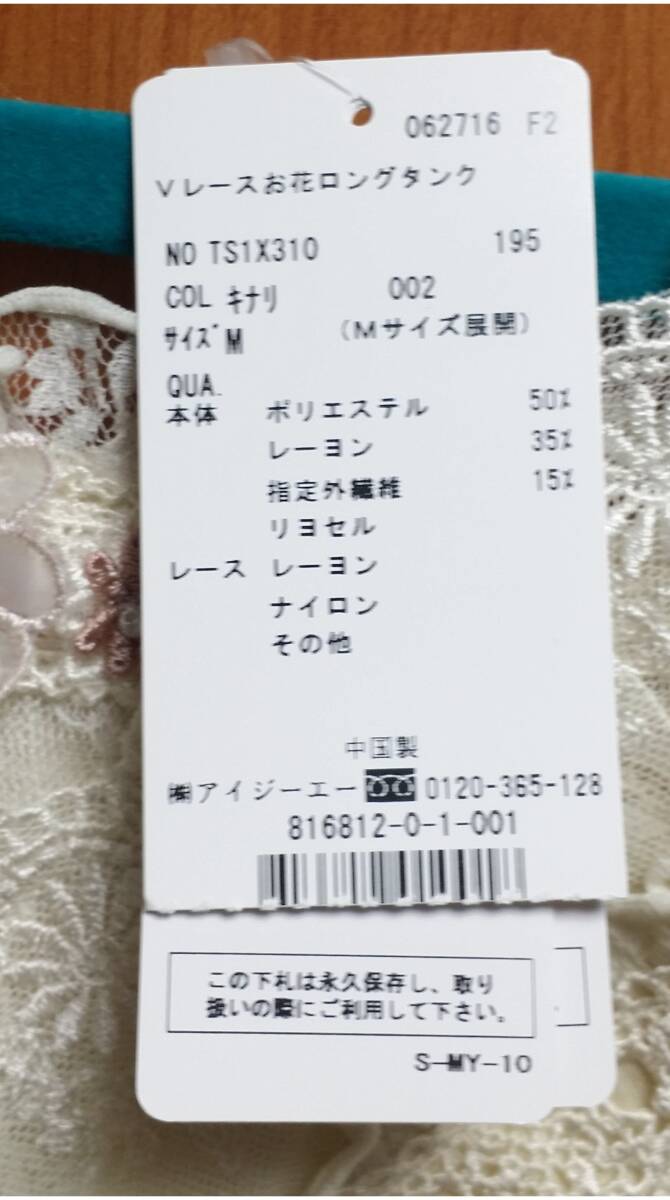 062716 F2
Vレースお花ロングタンク
NO TS1X310 195
COL キナリ 002
サイズ M (Mサイズ展開)
QUA.
本体 ポリエステル 50%
レーヨン 35%
指定外繊維 15%
リヨセル
レース レーヨン
ナイロン
その他
中国製
㈱アイジーエー 0120-365-128
816812-0-1-001
この下札は永久保存し、取り
扱いの際にご利用して下さい。
S-MY-10